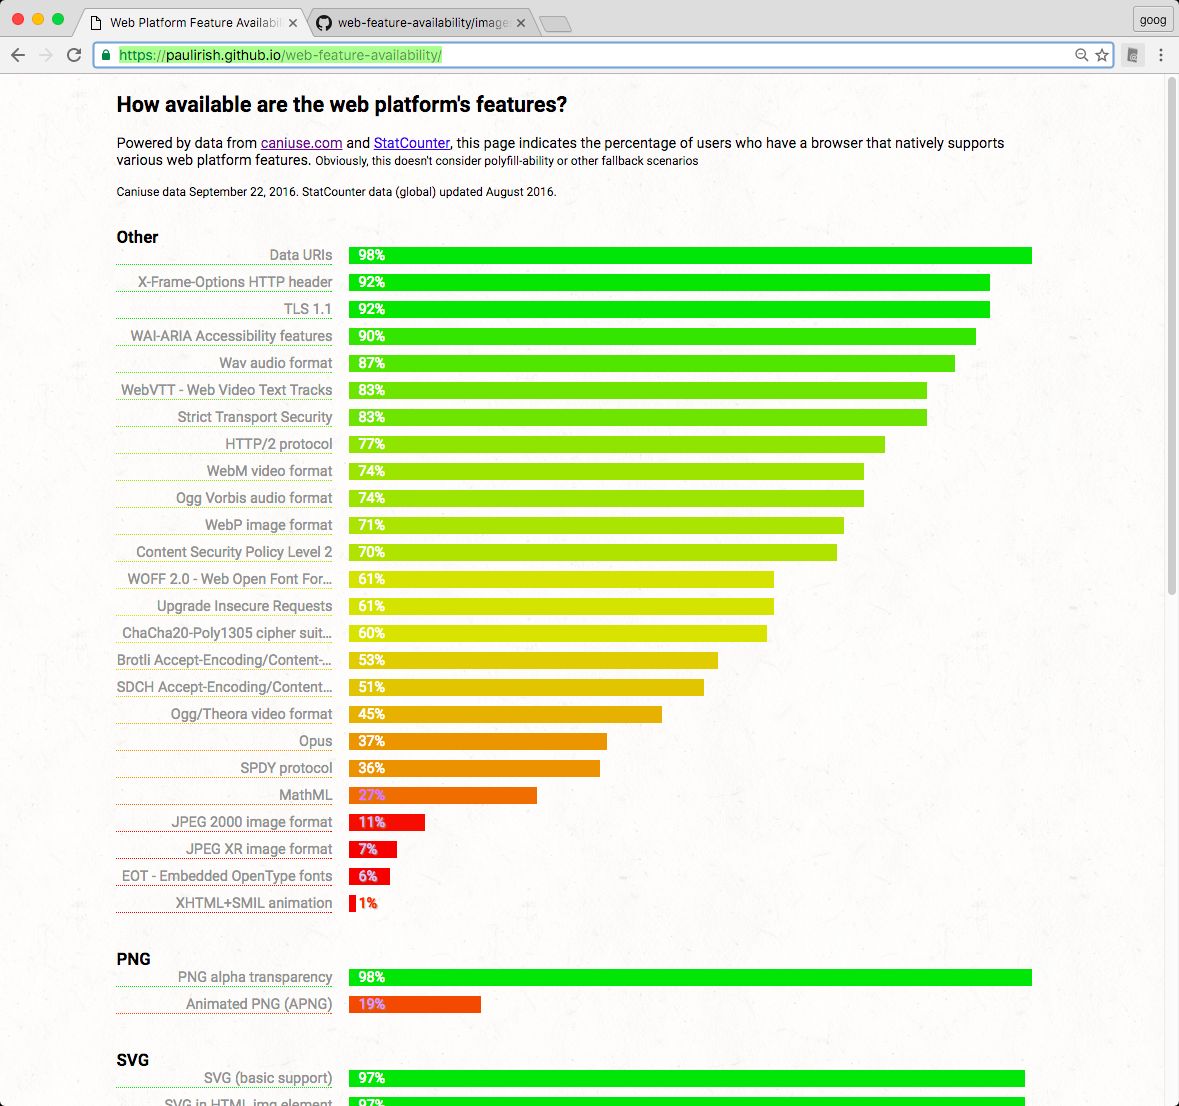 Web Platform Feature Availabi
web-feature-availability/image
goog
https://paulirish.github.io/web-feature-availability/
How available are the web platform's features?
Powered by data from caniuse.com and StatCounter, this page indicates the percentage of users who have a browser that natively supports
various web platform features. Obviously, this doesn't consider polyfill-ability or other fallback scenarios
Caniuse data September 22, 2016. StatCounter data (global) updated August 2016.
Other
Data URIs 98%
X-Frame-Options HTTP header 92%
TLS 1.1 92%
WAI-ARIA Accessibility features 90%
Wav audio format 87%
WebVTT - Web Video Text Tracks 83%
Strict Transport Security 83%
HTTP/2 protocol 77%
WebM video format 74%
Ogg Vorbis audio format 74%
WebP image format 71%
Content Security Policy Level 2 70%
WOFF 2.0 - Web Open Font For... 61%
Upgrade Insecure Requests 61%
ChaCha20-Poly1305 cipher suit... 60%
Brotli Accept-Encoding/Content-... 53%
SDCH Accept-Encoding/Content... 51%
Ogg/Theora video format 45%
Opus 37%
SPDY protocol 36%
MathML 27%
JPEG 2000 image format 11%
JPEG XR image format 7%
EOT - Embedded OpenType fonts 6%
XHTML+SMIL animation 1%
PNG
PNG alpha transparency 98%
Animated PNG (APNG) 19%
SVG
SVG (basic support) 97%
SVG in HTML img element 97%